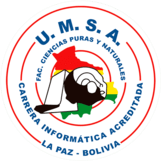 U. M. S. A.
FAC. CIENCIAS PURAS Y NATURALES
CARRERA INFORMÁTICA ACREDITADA
LA PAZ - BOLIVIA